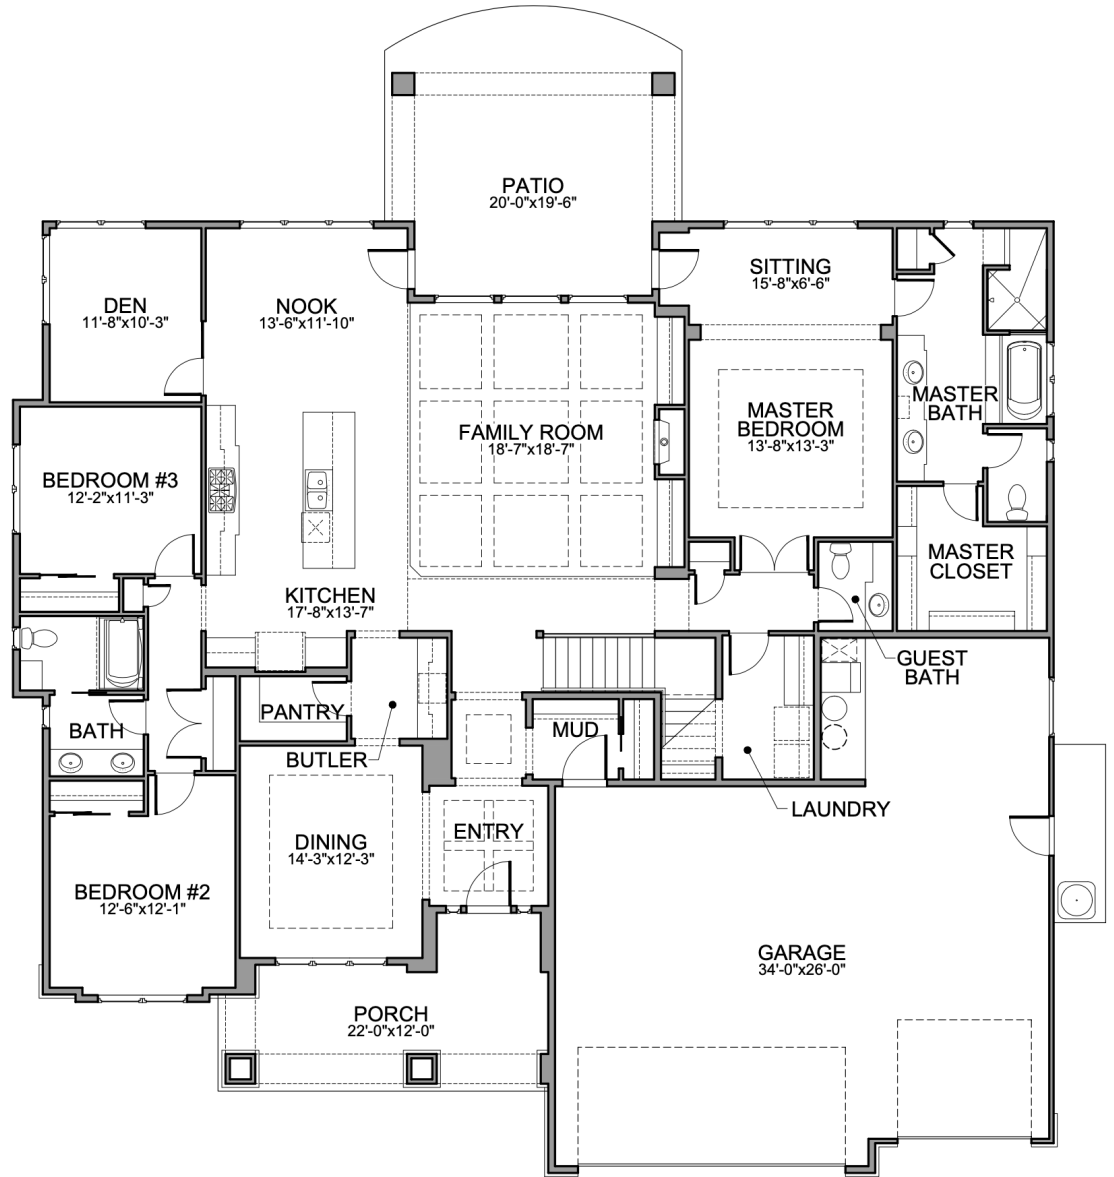 PATIO
20'-0"x19'-6"
SITTING
15'-8"x6'-6"
DEN
11'-8"x10'-3"
NOOK
13'-6"x11'-10"
MASTER
BATH
MASTER
BEDROOM
13'-8"x13'-3"
FAMILY ROOM
18'-7"x18'-7"
BEDROOM #3
12'-2"x11'-3"
MASTER
CLOSET
KITCHEN
17'-8"x13'-7"
GUEST
BATH
PANTRY
BATH
MUD
BUTLER
LAUNDRY
ENTRY
DINING
14'-3"x12'-3"
BEDROOM #2
12'-6"x12'-1"
GARAGE
34'-0"x26'-0"
PORCH
22'-0"x12'-0"